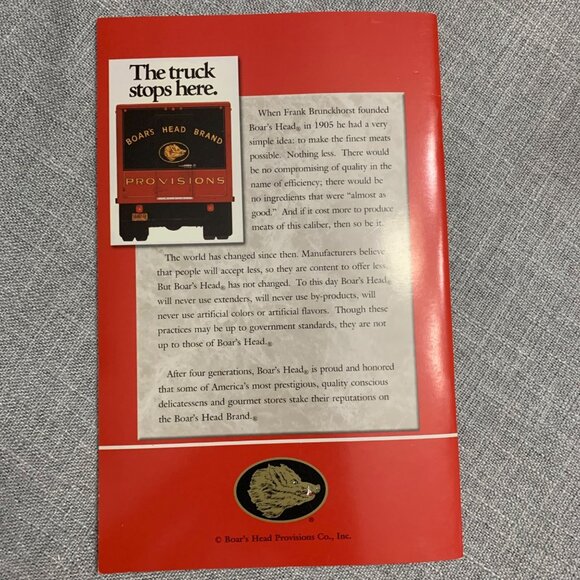 The truck
stops here.
BOAR'S HEAD BRAND
PROVISIONS
When Frank Brunckhorst founded
Boar's Head® in 1905 he had a very
simple idea: to make the finest meats
possible. Nothing less. There would
be no compromising of quality in the
name of efficiency; there would be
no ingredients that were "almost as
good." And if it cost more to produce
meats of this caliber, then so be it.
The world has changed since then. Manufacturers believe
that people will accept less, so they are content to offer less.
But Boar's Head® has not changed. To this day Boar's Head®
will never use extenders, will never use by-products, will
never use artificial colors or artificial flavors. Though these
practices may be up to government standards, they are not
up to those of Boar's Head.®
After four generations, Boar's Head® is proud and honored
that some of America's most prestigious, quality conscious
delicatessens and gourmet stores stake their reputations on
the Boar's Head Brand.®
®
© Boar's Head Provisions Co., Inc.